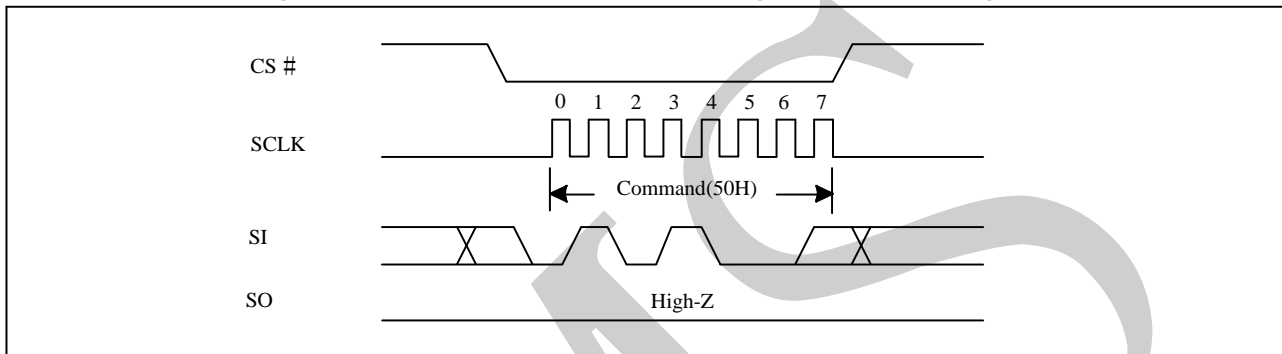 CS #
0 1 2 3 4 5 6 7
SCLK
Command(50H)
SI
SO
High-Z